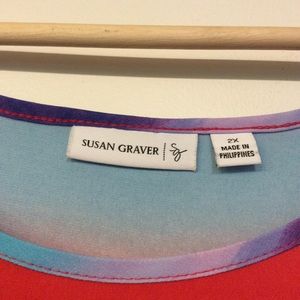 SUSAN GRAVER
sg
2X
MADE IN
PHILIPPINES